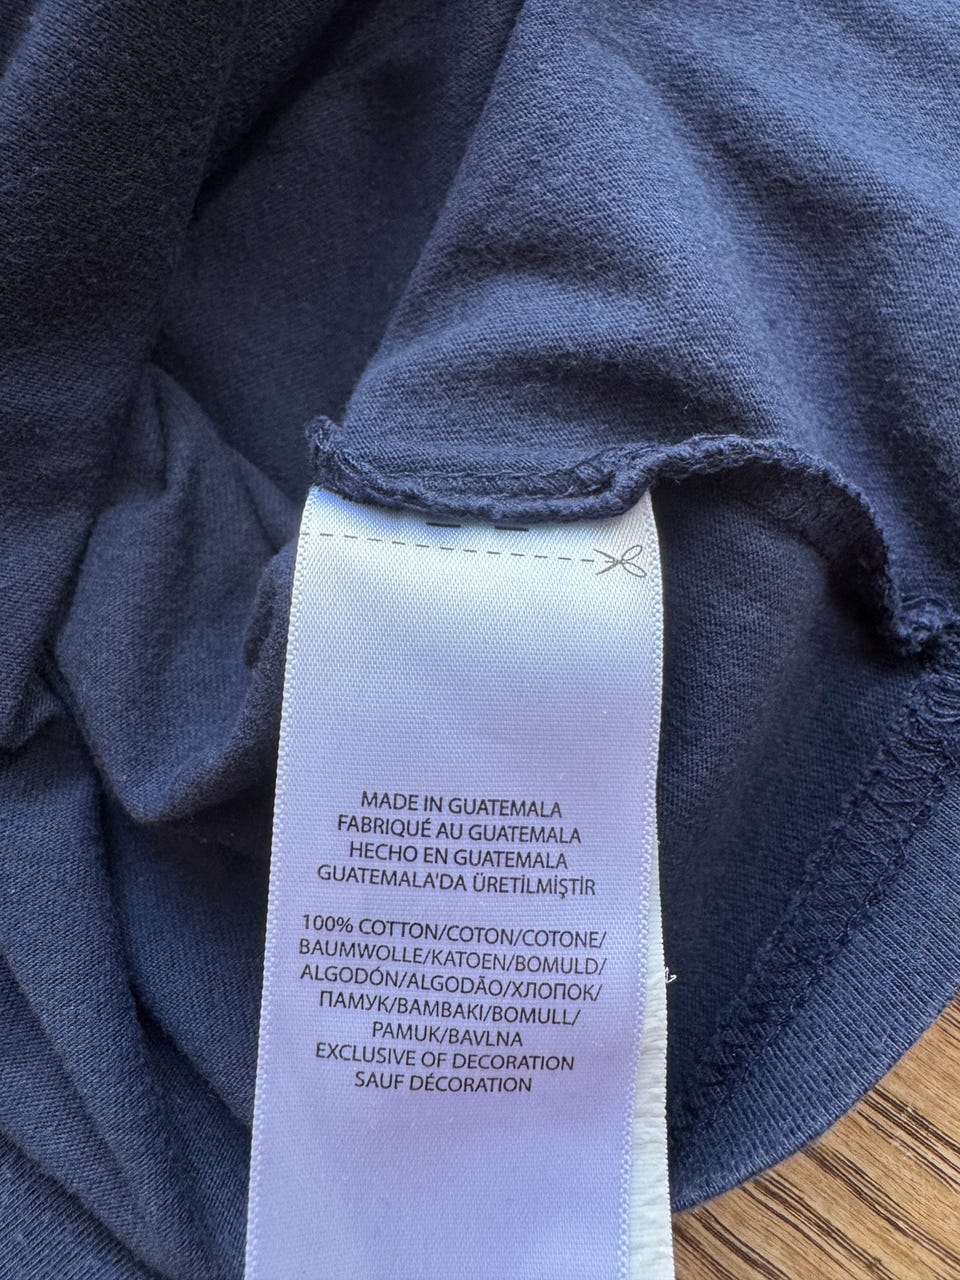 MADE IN GUATEMALA
FABRIQUÉ AU GUATEMALA
HECHO EN GUATEMALA
GUATEMALA'DA ÜRETİLMİŞTİR
100% COTTON/COTON/COTONE/
BAUMWOLLE/KATOEN/BOMULD/
ALGODÓN/ALGODÃO/ХЛОПОК/
ПАМУК/BAMBAKI/BOMULL/
PAMUK/BAVLNA
EXCLUSIVE OF DECORATION
SAUF DÉCORATION